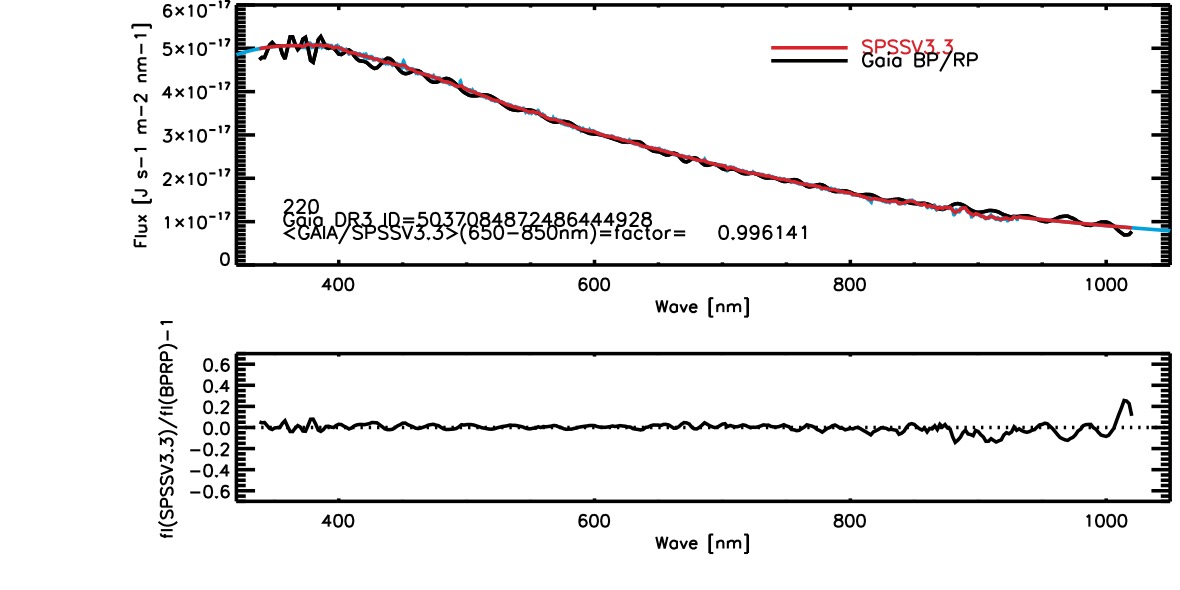 6×10−17
5×10−17
4×10−17
3×10−17
2×10−17
1×10−17
0
Flux [J s−1 m−2 nm−1]
SPSSV3.3
Gaia BP/RP
220
Gaia DR3 ID=5037084872486444928
<GAIA/SPSSv3.3>(650−850nm)=factor= 0.996141
400 600 800 1000
Wave [nm]
fl(SPSSV3.3)/fl(BPRP)−1
0.6
0.4
0.2
0.0
−0.2
−0.4
−0.6
400 600 800 1000
Wave [nm]